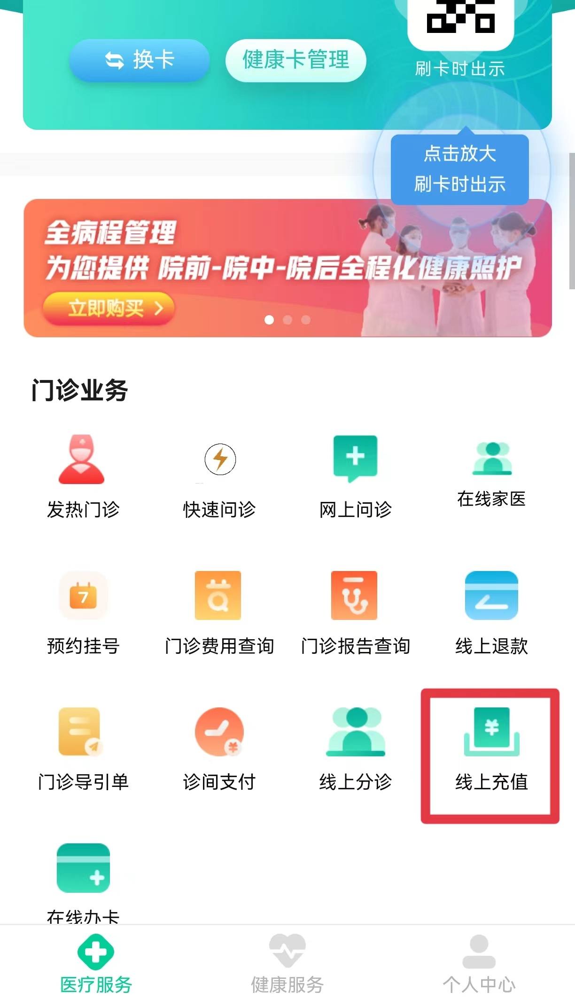 换卡
健康卡管理
刷卡时出示
点击放大
刷卡时出示
全病程管理
为您提供 院前-院中-院后全程化健康照护
立即购买
门诊业务
发热门诊
快速问诊
网上问诊
在线家医
7
预约挂号
门诊费用查询
门诊报告查询
线上退款
¥
¥
门诊导引单
诊间支付
线上分诊
线上充值
在线办卡
医疗服务
健康服务
个人中心